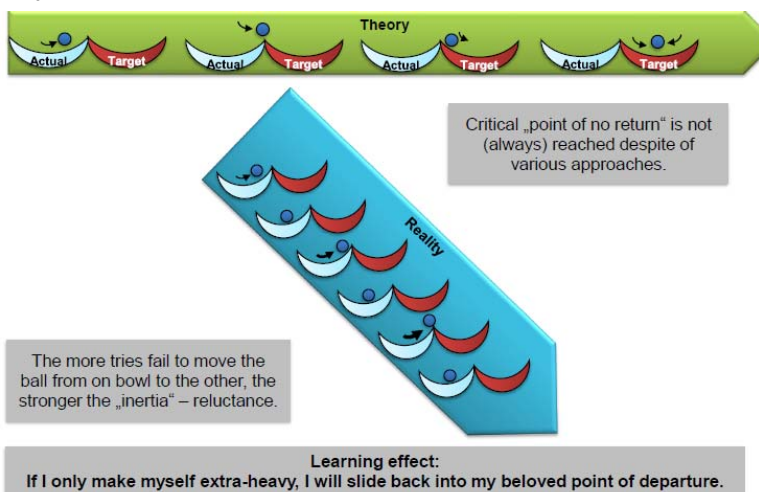 Theory
Actual Target Actual Target Actual Target Actual Target
Critical „point of no return“ is not
(always) reached despite of
various approaches.
Reality
The more tries fail to move the
ball from on bowl to the other, the
stronger the „inertia“ – reluctance.
Learning effect:
If I only make myself extra-heavy, I will slide back into my beloved point of departure.